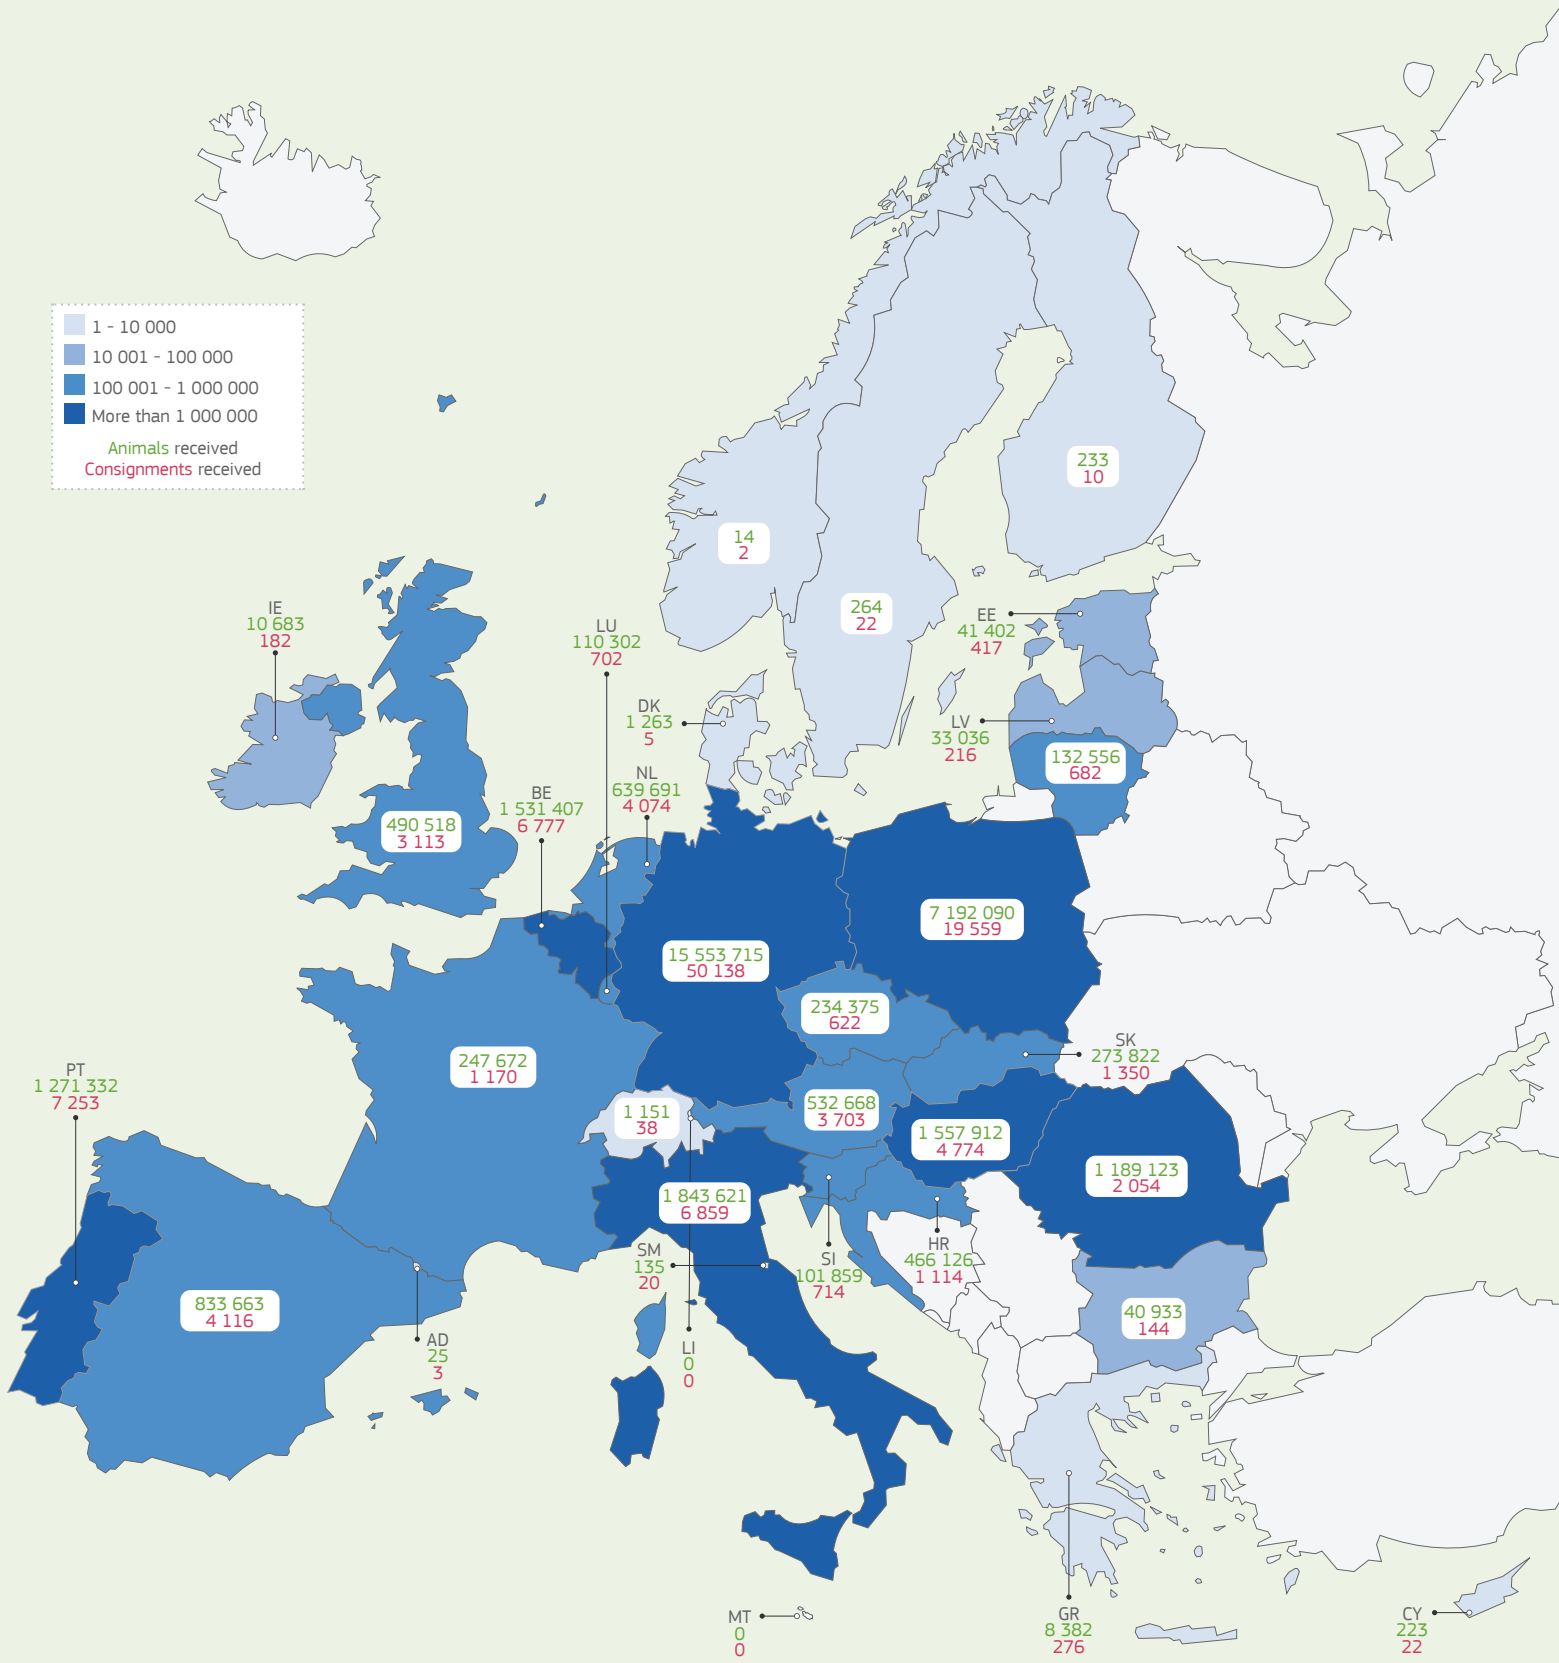 1 - 10 000
10 001 - 100 000
100 001 - 1 000 000
More than 1 000 000
Animals received
Consignments received
233
10
14
2
264
22
IE
10 683
182
EE
41 402
417
LU
110 302
702
DK
1 263
5
LV
33 036
216
132 556
682
NL
639 691
4 074
BE
1 531 407
6 777
490 518
3 113
7 192 090
19 559
15 553 715
50 138
234 375
622
SK
273 822
1 350
247 672
1 170
PT
1 271 332
7 253
1 151
38
532 668
3 703
1 557 912
4 774
1 189 123
2 054
1 843 621
6 859
SM
135
20
SI
101 859
714
HR
466 126
1 114
833 663
4 116
40 933
144
AD
25
3
LI
0
0
MT
0
0
GR
8 382
276
CY
223
22